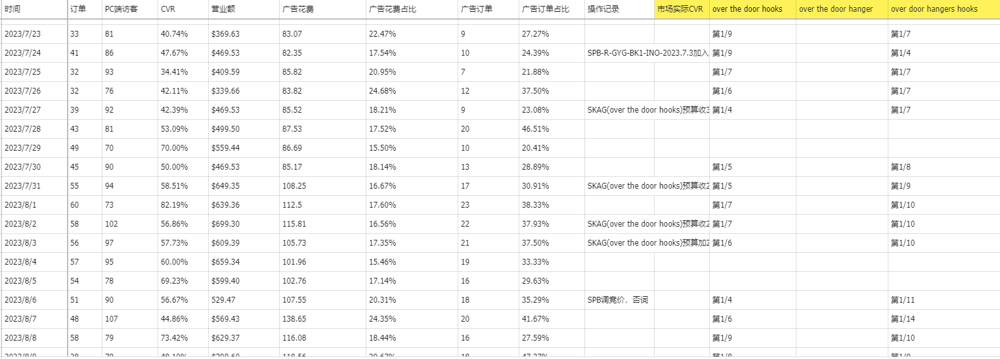 时间 订单 PC端访客 CVR 营业额 广告花费 广告花费占比 广告订单 广告订单占比 操作记录 市场实际CVR over the door hooks over the door hanger over door hangers hooks
2023/7/23 33 81 40.74% $369.63 83.07 22.47% 9 27.27% 第1/9 第1/7
2023/7/24 41 86 47.67% $469.53 82.35 17.54% 10 24.39% SPB-R-GYG-BK1-INO-2023.7.3加入 第1/9 第1/4
2023/7/25 32 93 34.41% $409.59 85.82 20.95% 7 21.88% 第1/7 第1/7
2023/7/26 32 76 42.11% $339.66 83.82 24.68% 12 37.50% 第1/6 第1/7
2023/7/27 39 92 42.39% $469.53 85.52 18.21% 9 23.08% SKAG(over the door hooks)预算收 第1/4 第1/7
2023/7/28 43 81 53.09% $499.50 87.53 17.52% 20 46.51%
2023/7/29 49 70 70.00% $559.44 86.69 15.50% 10 20.41%
2023/7/30 45 90 50.00% $469.53 85.17 18.14% 13 28.89% 第1/5 第1/8
2023/7/31 55 94 58.51% $649.35 108.25 16.67% 17 30.91% SKAG(over the door hooks)预算收 第1/5 第1/9
2023/8/1 60 73 82.19% $639.36 112.5 17.60% 23 38.33% 第1/7 第1/10
2023/8/2 58 102 56.86% $699.30 115.81 16.56% 22 37.93% SKAG(over the door hooks)预算收 第1/7 第1/10
2023/8/3 56 97 57.73% $609.39 105.73 17.35% 21 37.50% SKAG(over the door hooks)预算加 第1/6 第1/10
2023/8/4 57 95 60.00% $659.34 101.96 15.46% 19 33.33%
2023/8/5 54 78 69.23% $599.40 102.76 17.14% 16 29.63%
2023/8/6 51 90 56.67% 529.47 107.55 20.31% 18 35.29% SPB调竞价，否词 第1/4 第1/11
2023/8/7 48 107 44.86% $569.43 138.65 24.35% 20 41.67% 第1/6 第1/14
2023/8/8 58 79 73.42% $629.37 116.08 18.44% 16 27.59% 第1/9 第1/10